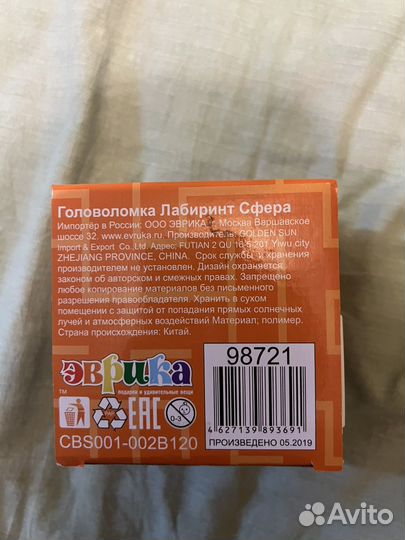 Головоломка Лабиринт Сфера
Импортер в России: ООО ЭВРИКА г. Москва Варшавское
шоссе 32. www.evruka.ru. Производитель: GOLDEN SUN
Import & Export Co.,Ltd. Адрес: FUTIAN 2 QU 16-5-201 Yiwu.city
ZHEJIANG PROVINCE, CHINA. Срок службы и хранения
производителем не установлен. Дизайн охраняется
законом об авторском и смежных правах. Запрещено
любое копирование материалов без письменного
разрешения правообладателя. Хранить в сухом
помещении с защитой от попадания прямых солнечных
лучей и атмосферных воздействий Материал; полимер.
Страна происхождения: Китай.
эврика
TM
подарки и удивительные вещи
EAC
0-3
CBS001-002B120
98721
4 627139 893691
ПРОИЗВЕДЕНО 05.2019
Avito